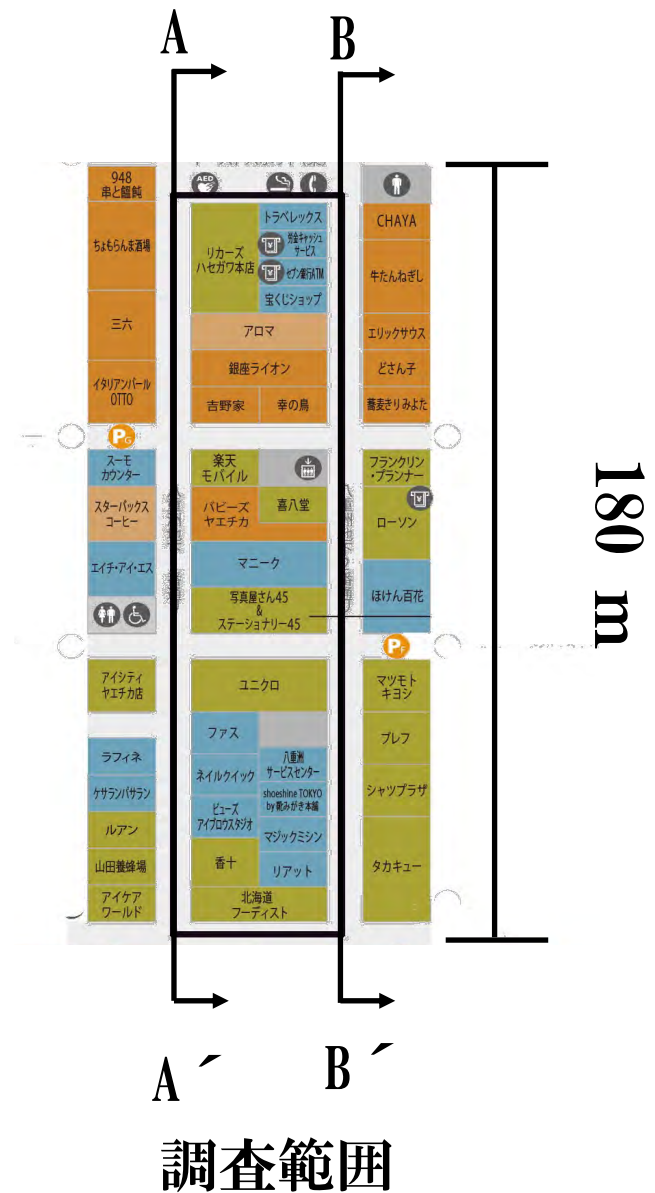 A
B
AED
948
串と饂飩
ちょもらんま酒場
三六
イタリアンバール
OTTO
PG
スーモ
カウンター
スターバックス
コーヒー
エイチ・アイ・エス
アイシティ
ヤエチカ店
ラフィネ
ケサランパサラン
ルアン
山田養蜂場
アイケア
ワールド
リカーズ
ハセガワ本店
トラベレックス
労金キャッシュ
サービス
セブン銀行ATM
宝くじショップ
アロマ
銀座ライオン
吉野家
幸の鳥
楽天
モバイル
バビーズ
ヤエチカ
喜八堂
マニーク
写真屋さん45
&
ステーショナリー45
ユニクロ
ファス
ネイルクイック
ビューズ
アイブロウスタジオ
香十
八重洲
サービスセンター
shoeshine TOKYO
by 靴みがき本舗
マジックミシン
リアット
北海道
フーディスト
CHAYA
牛たんねぎし
エリックサウス
どさん子
蕎麦きりみよた
フランクリン
・プランナー
ローソン
ほけん百花
PF
マツモト
キヨシ
ブレフ
シャツプラザ
タカキュー
180 m
A´
B´
調査範囲